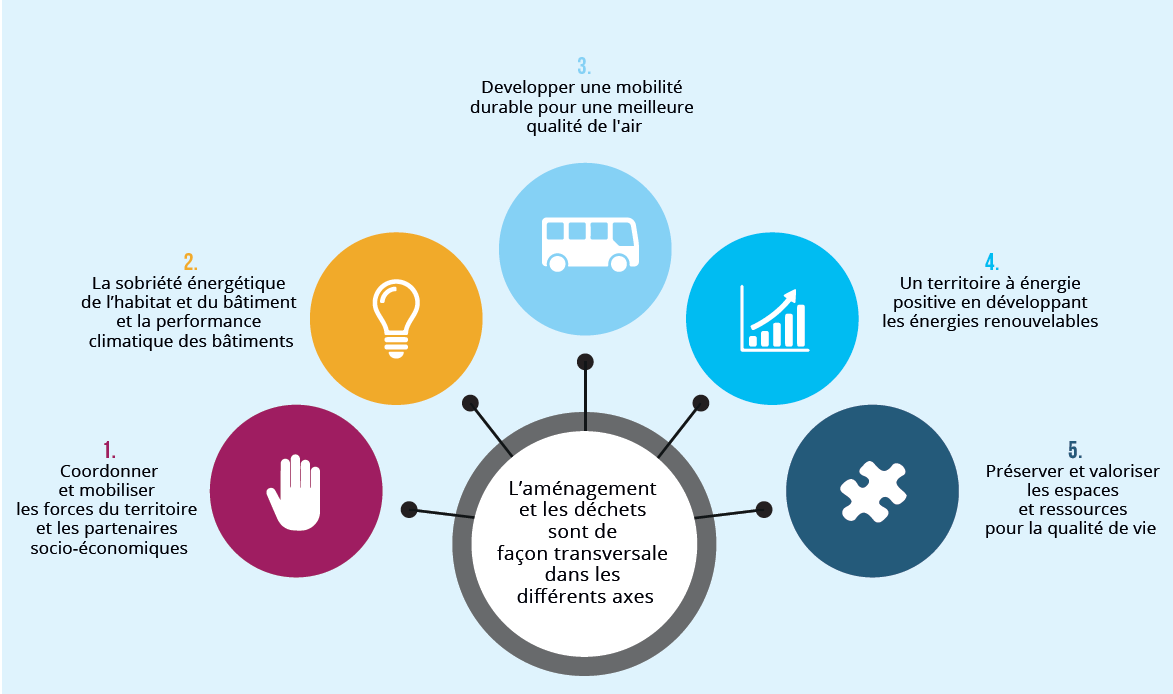 3.
Developper une mobilité
durable pour une meilleure
qualité de l'air
2.
La sobriété énergétique
de l’habitat et du bâtiment
et la performance
climatique des bâtiments
4.
Un territoire à énergie
positive en développant
les énergies renouvelables
1.
Coordonner
et mobiliser
les forces du territoire
et les partenaires
socio-économiques
5.
Préserver et valoriser
les espaces
et ressources
pour la qualité de vie
L’aménagement
et les déchets
sont de
façon transversale
dans les
différents axes